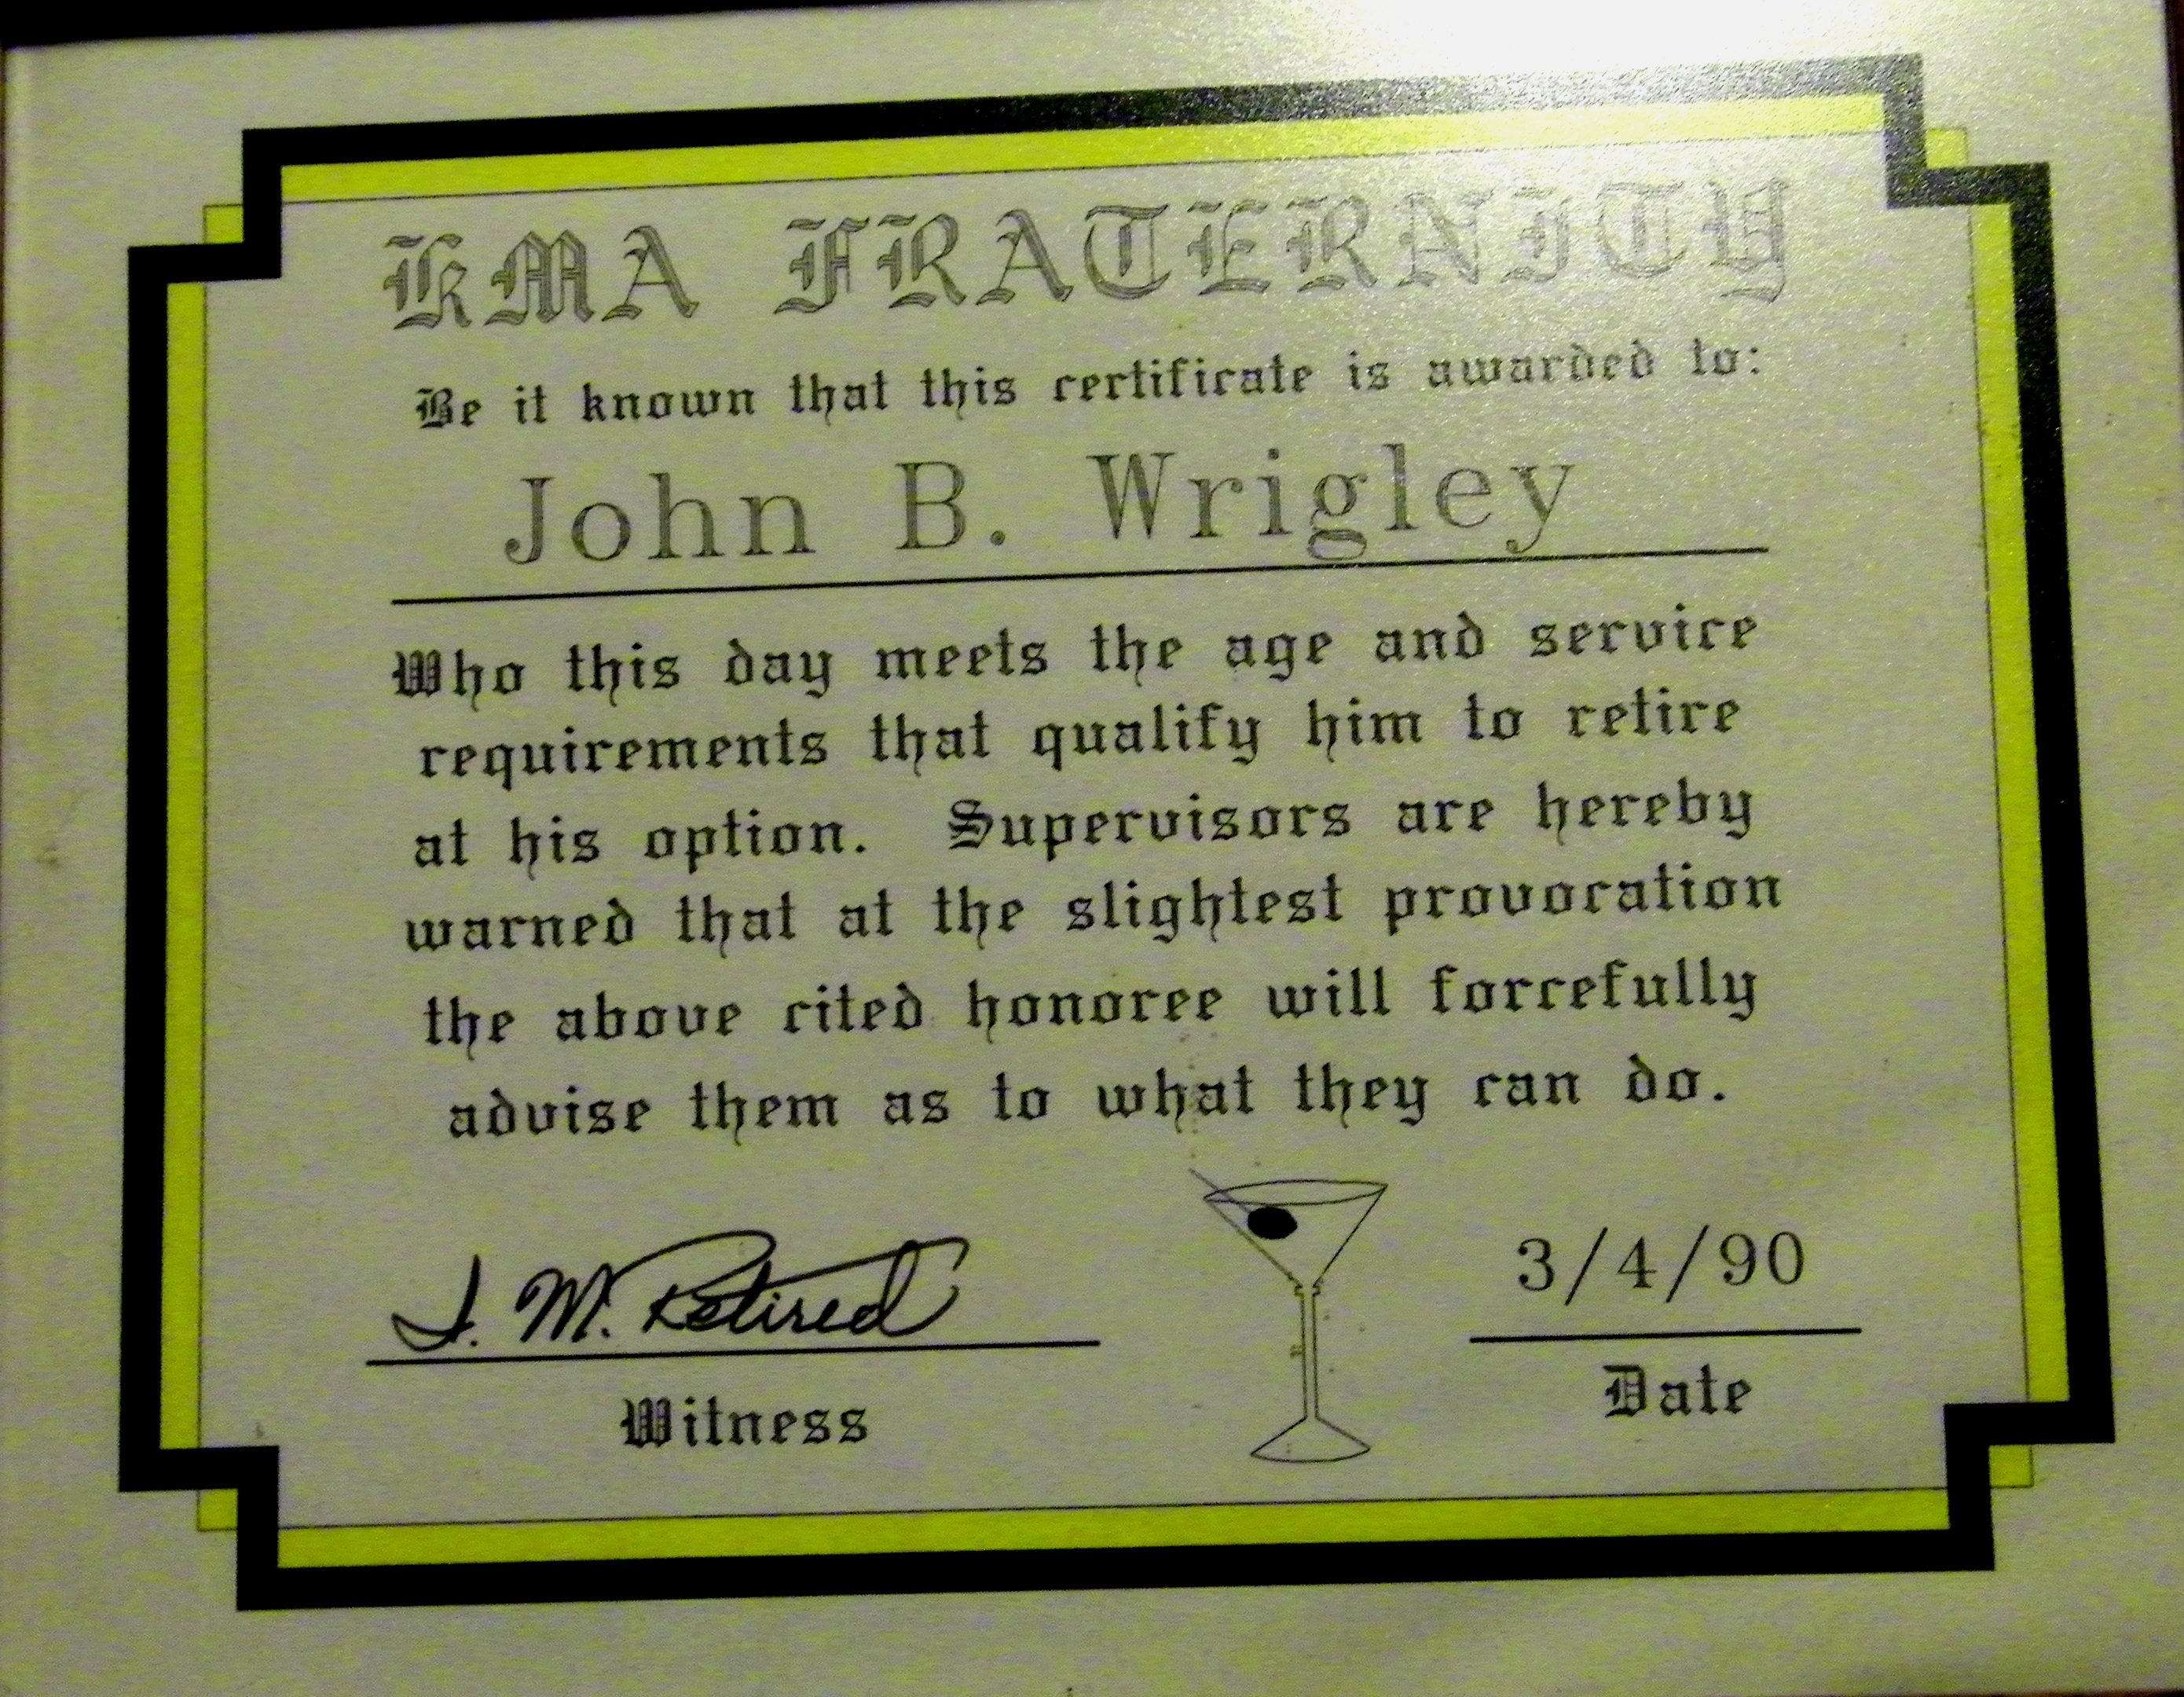 KMA FRATERNITY
Be it known that this certificate is awarded to:
John B. Wrigley
Who this day meets the age and service
requirements that qualify him to retire
at his option. Supervisors are hereby
warned that at the slightest provocation
the above cited honoree will forcefully
advise them as to what they can do.
I. M. Retired
3/4/90
Witness
Date